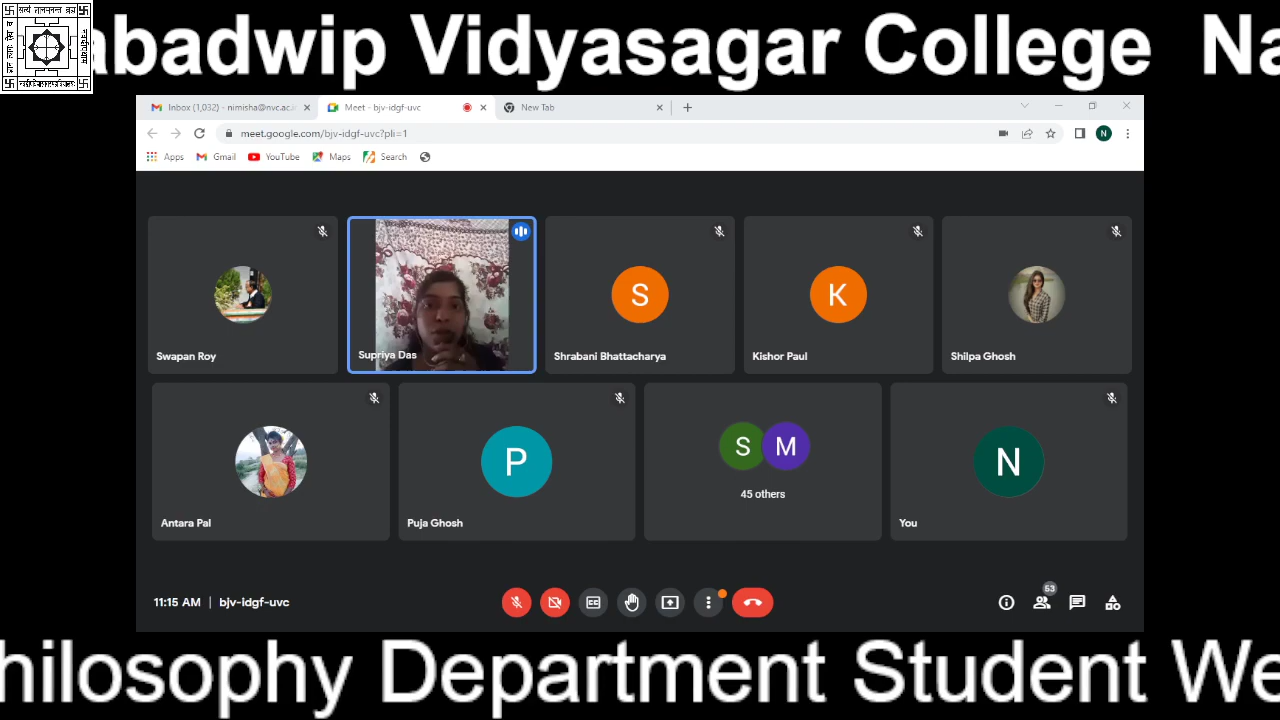 सत्यं ज्ञानमनन्तं ब्रह्म
abadwip Vidyasagar College Na
Inbox (1,032) - nimisha@nvc.ac.i
Meet - bjv-idgf-uvc
New Tab
meet.google.com/bjv-idgf-uvc?pli=1
N
Apps Gmail YouTube Maps Search
S K
Swapan Roy Supriya Das Shrabani Bhattacharya Kishor Paul Shilpa Ghosh
P S M N
45 others
Antara Pal Puja Ghosh You
53
11:15 AM | bjv-idgf-uvc
hilosophy Department Student We